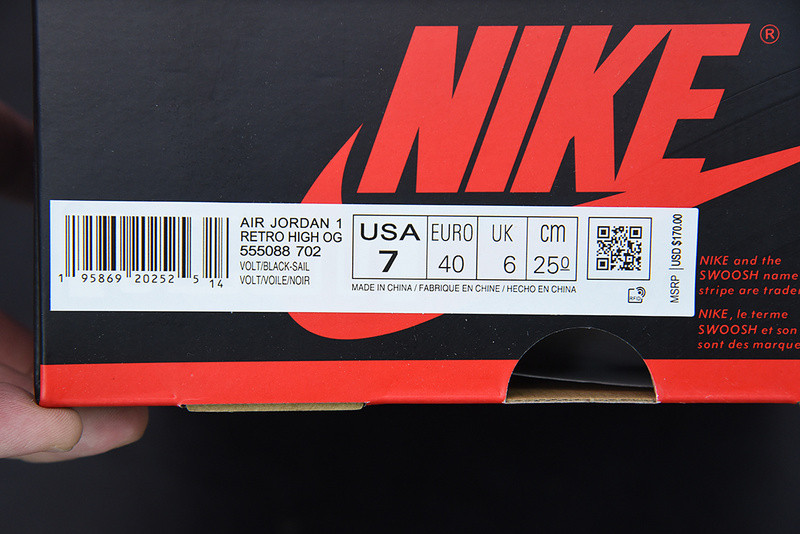 NIKE ®
AIR JORDAN 1
RETRO HIGH OG
555088 702
VOLT/BLACK-SAIL
VOLT/VOILE/NOIR
1 95869 20252 5 14
USA EURO UK cm
7 40 6 25 0
MADE IN CHINA / FABRIQUE EN CHINE / HECHO EN CHINA
RFID
MSRP USD $170.00
NIKE and the
SWOOSH name
stripe are trade
NIKE, le terme
SWOOSH et son
sont des marque